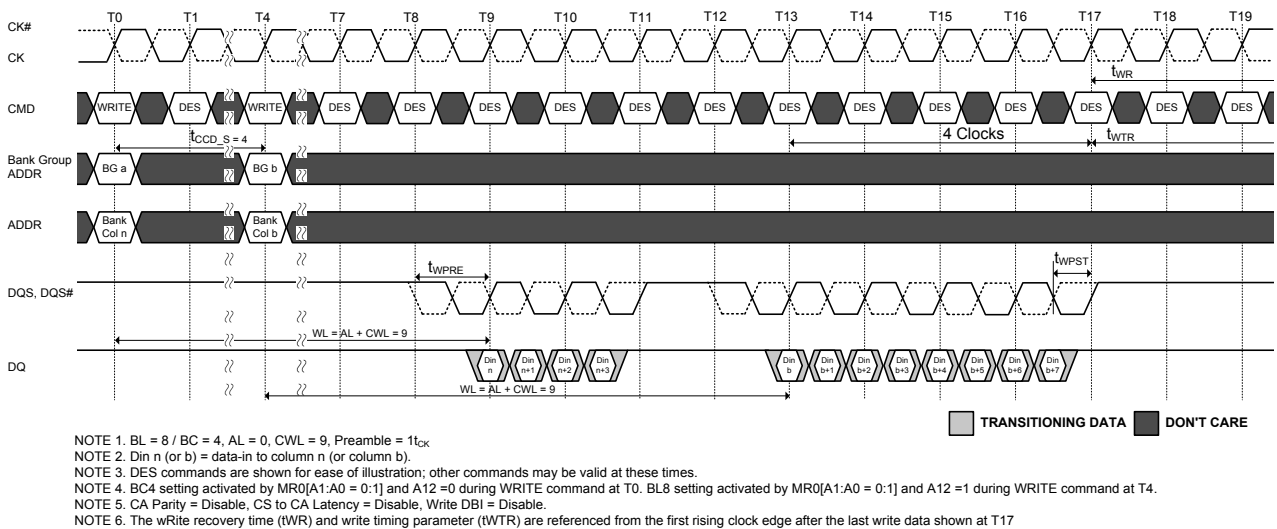 T0 T1 T4 T7 T8 T9 T10 T11 T12 T13 T14 T15 T16 T17 T18 T19
CK#
CK
tWR
CMD WRITE DES WRITE DES DES DES DES DES DES DES DES DES DES DES DES DES
tCCD_S = 4
4 Clocks
tWTR
Bank Group
ADDR
BG a BG b
ADDR
Bank
Col n
Bank
Col b
tWPRE
tWPST
DQS, DQS#
WL = AL + CWL = 9
DQ
Din
n
Din
n+1
Din
n+2
Din
n+3
Din
b
Din
b+1
Din
b+2
Din
b+3
Din
b+4
Din
b+5
Din
b+6
Din
b+7
WL = AL + CWL = 9
TRANSITIONING DATA DON'T CARE
NOTE 1. BL = 8 / BC = 4, AL = 0, CWL = 9, Preamble = 1tCK
NOTE 2. Din n (or b) = data-in to column n (or column b).
NOTE 3. DES commands are shown for ease of illustration; other commands may be valid at these times.
NOTE 4. BC4 setting activated by MR0[A1:A0 = 0:1] and A12 =0 during WRITE command at T0. BL8 setting activated by MR0[A1:A0 = 0:1] and A12 =1 during WRITE command at T4.
NOTE 5. CA Parity = Disable, CS to CA Latency = Disable, Write DBI = Disable.
NOTE 6. The wRite recovery time (tWR) and write timing parameter (tWTR) are referenced from the first rising clock edge after the last write data shown at T17